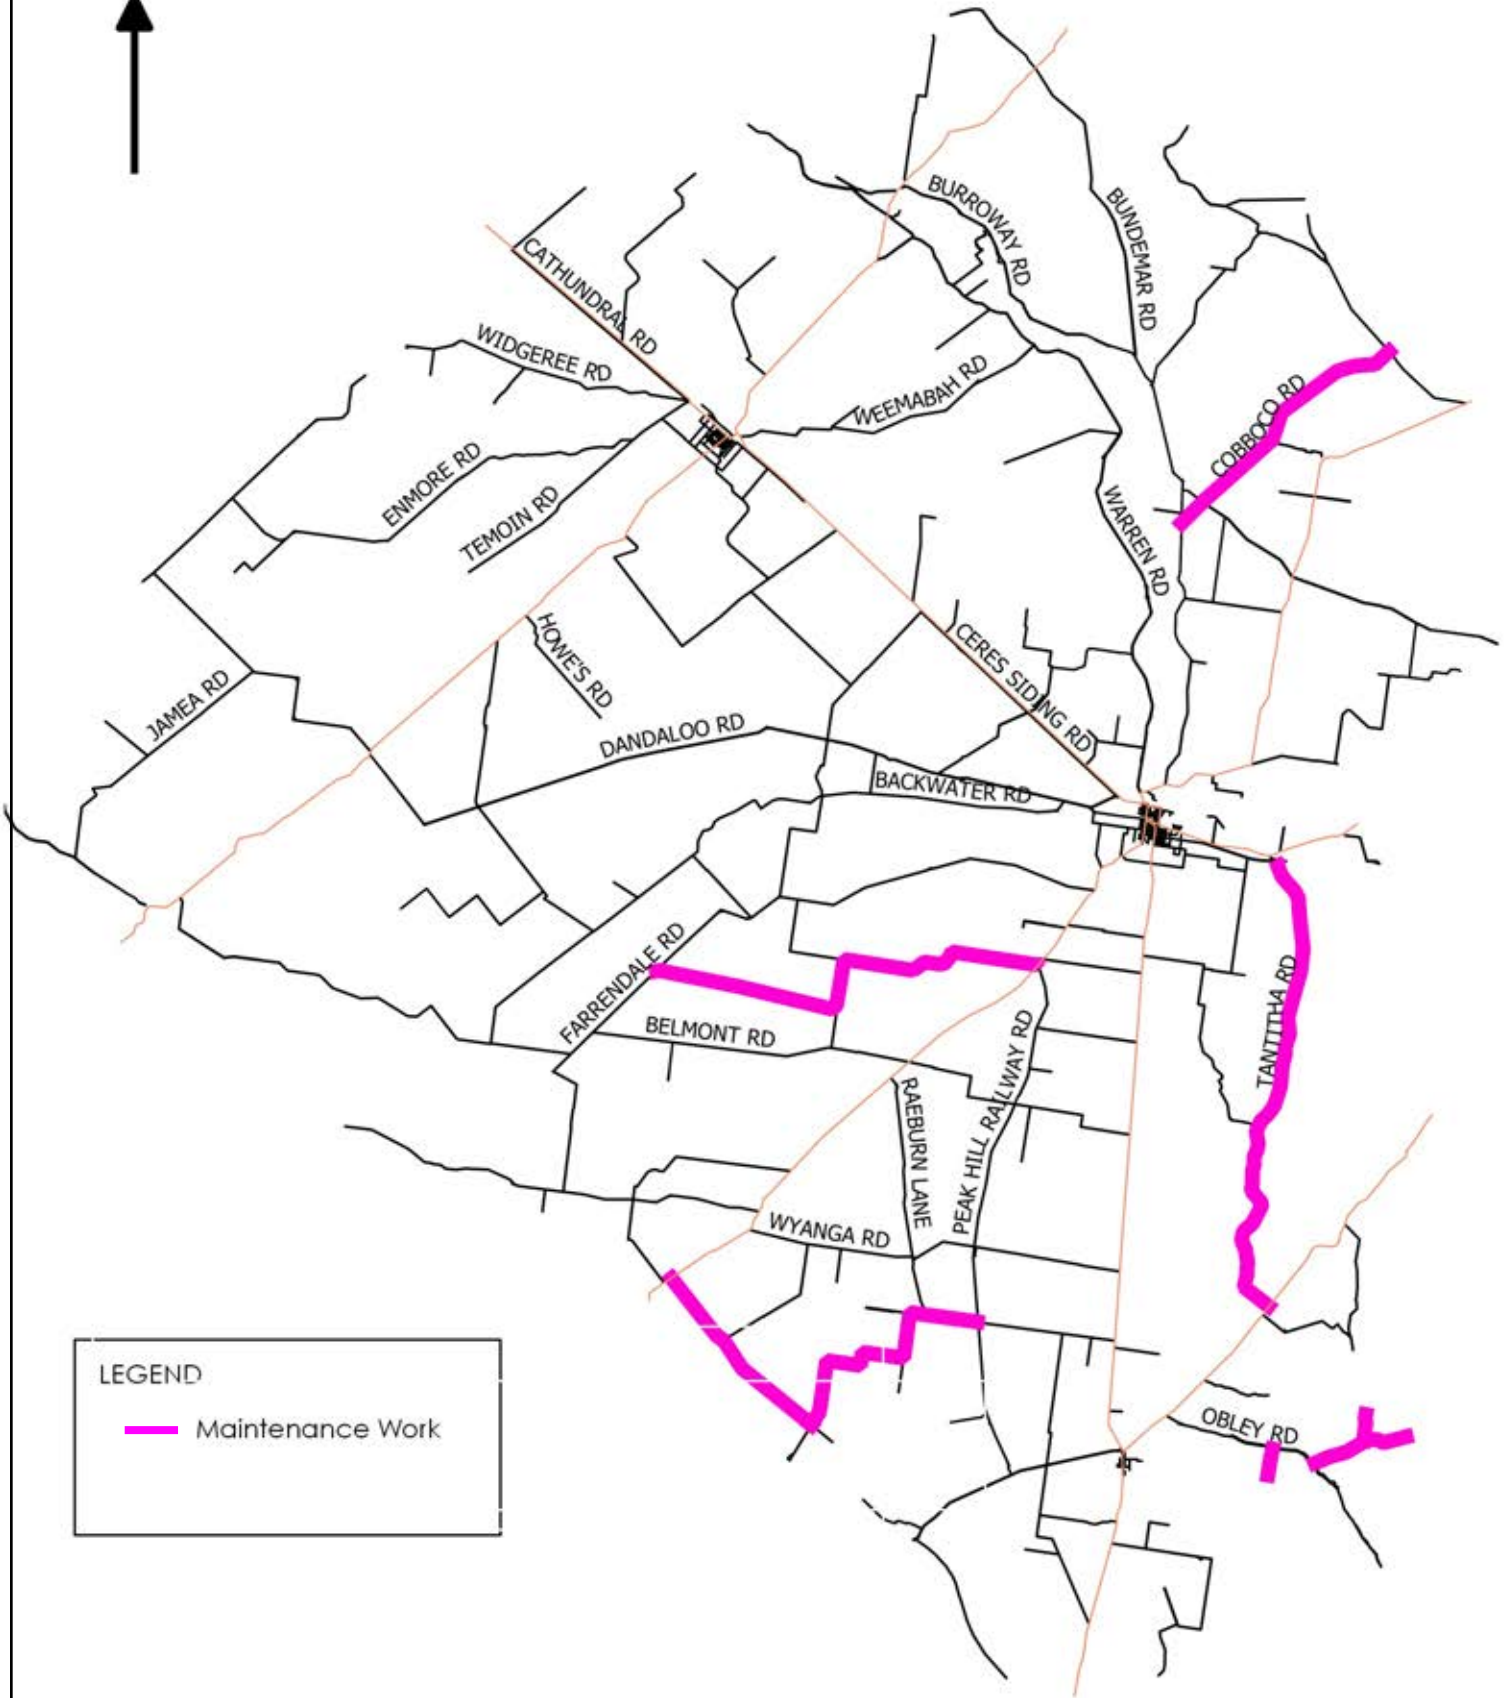 BURROWAY RD
BUNDEMAR RD
CATHUNDRAL RD
WIDGEREE RD
WEEMABAH RD
COBBOCO RD
ENMORE RD
TEMOIN RD
WARREN RD
HOWE'S RD
CERES SIDING RD
JAMEA RD
DANDALOO RD
BACKWATER RD
FARRENDALE RD
TANTITHA RD
BELMONT RD
PEAK HILL RAILWAY RD
RAEBURN LANE
WYANGA RD
LEGEND
Maintenance Work
OBLEY RD